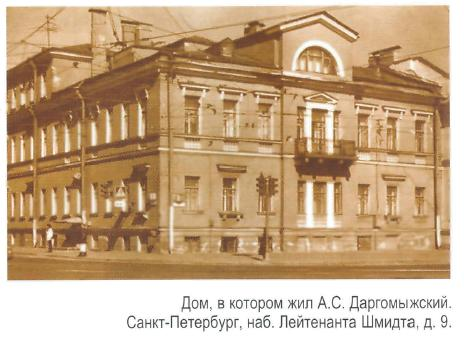 Дом, в котором жил А.С. Даргомыжский.
Санкт-Петербург, наб. Лейтенанта Шмидта, д. 9.